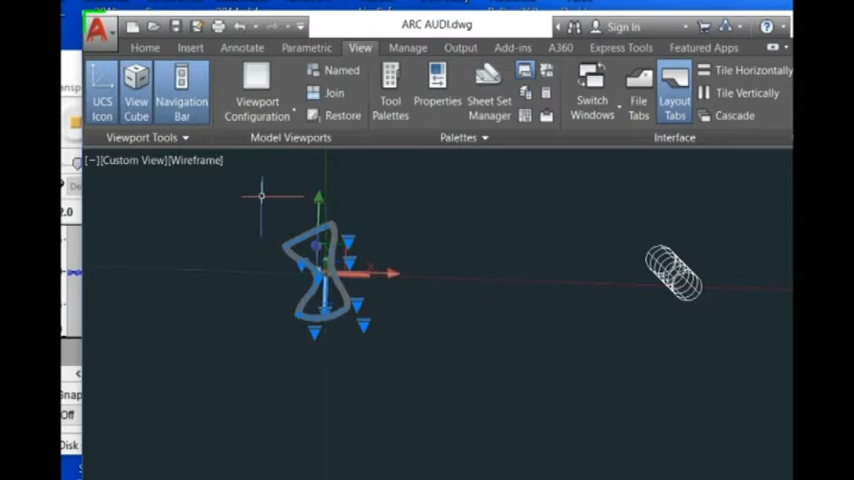 ARC AUDI.dwg
Sign In
Home Insert Annotate Parametric View Manage Output Add-ins A360 Express Tools Featured Apps
UCS Icon
View Cube
Navigation Bar
Viewport Configuration
Named
Join
Restore
Tool Palettes
Properties
Sheet Set Manager
Switch Windows
File Tabs
Layout Tabs
Tile Horizontally
Tile Vertically
Cascade
Viewport Tools
Model Viewports
Palettes
Interface
[−][Custom View][Wireframe]
2.0
Off